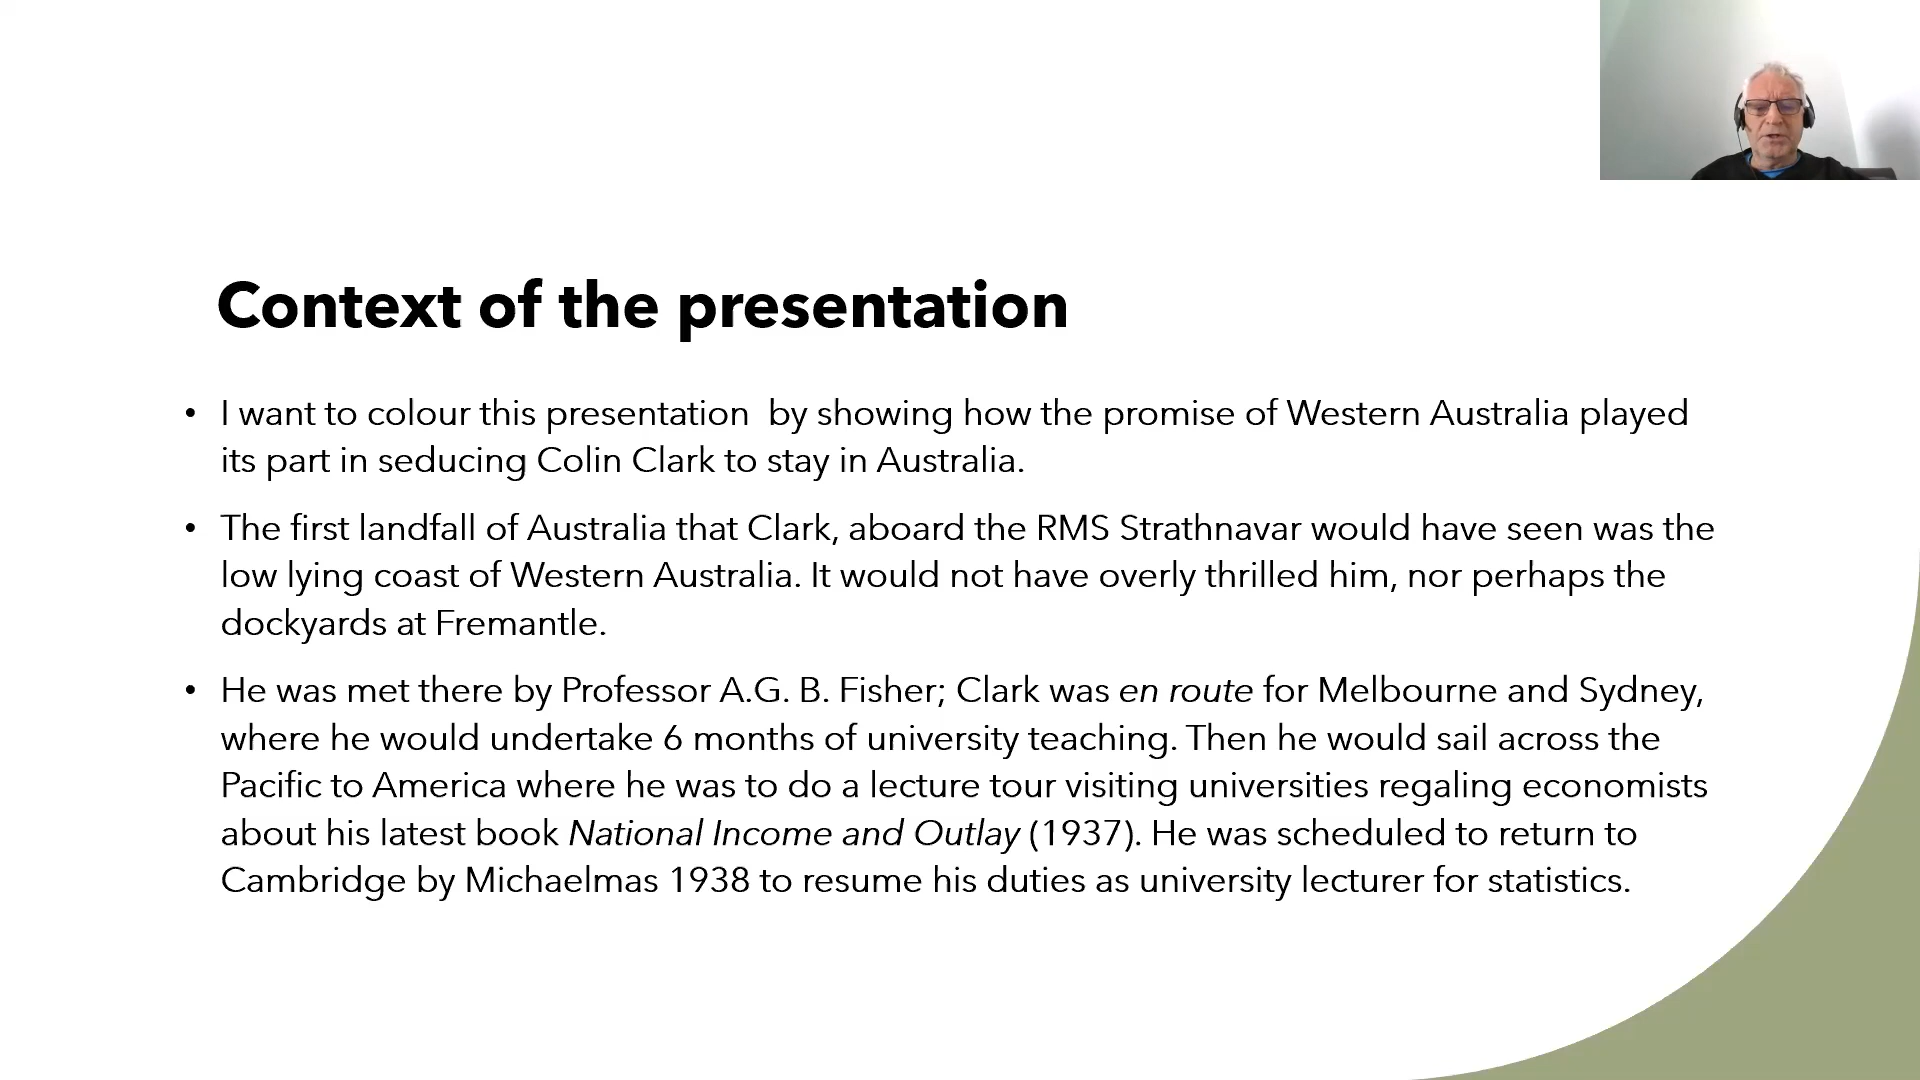 Context of the presentation
• I want to colour this presentation  by showing how the promise of Western Australia played
its part in seducing Colin Clark to stay in Australia.
• The first landfall of Australia that Clark, aboard the RMS Strathnavar would have seen was the
low lying coast of Western Australia. It would not have overly thrilled him, nor perhaps the
dockyards at Fremantle.
• He was met there by Professor A.G. B. Fisher; Clark was en route for Melbourne and Sydney,
where he would undertake 6 months of university teaching. Then he would sail across the
Pacific to America where he was to do a lecture tour visiting universities regaling economists
about his latest book National Income and Outlay (1937). He was scheduled to return to
Cambridge by Michaelmas 1938 to resume his duties as university lecturer for statistics.